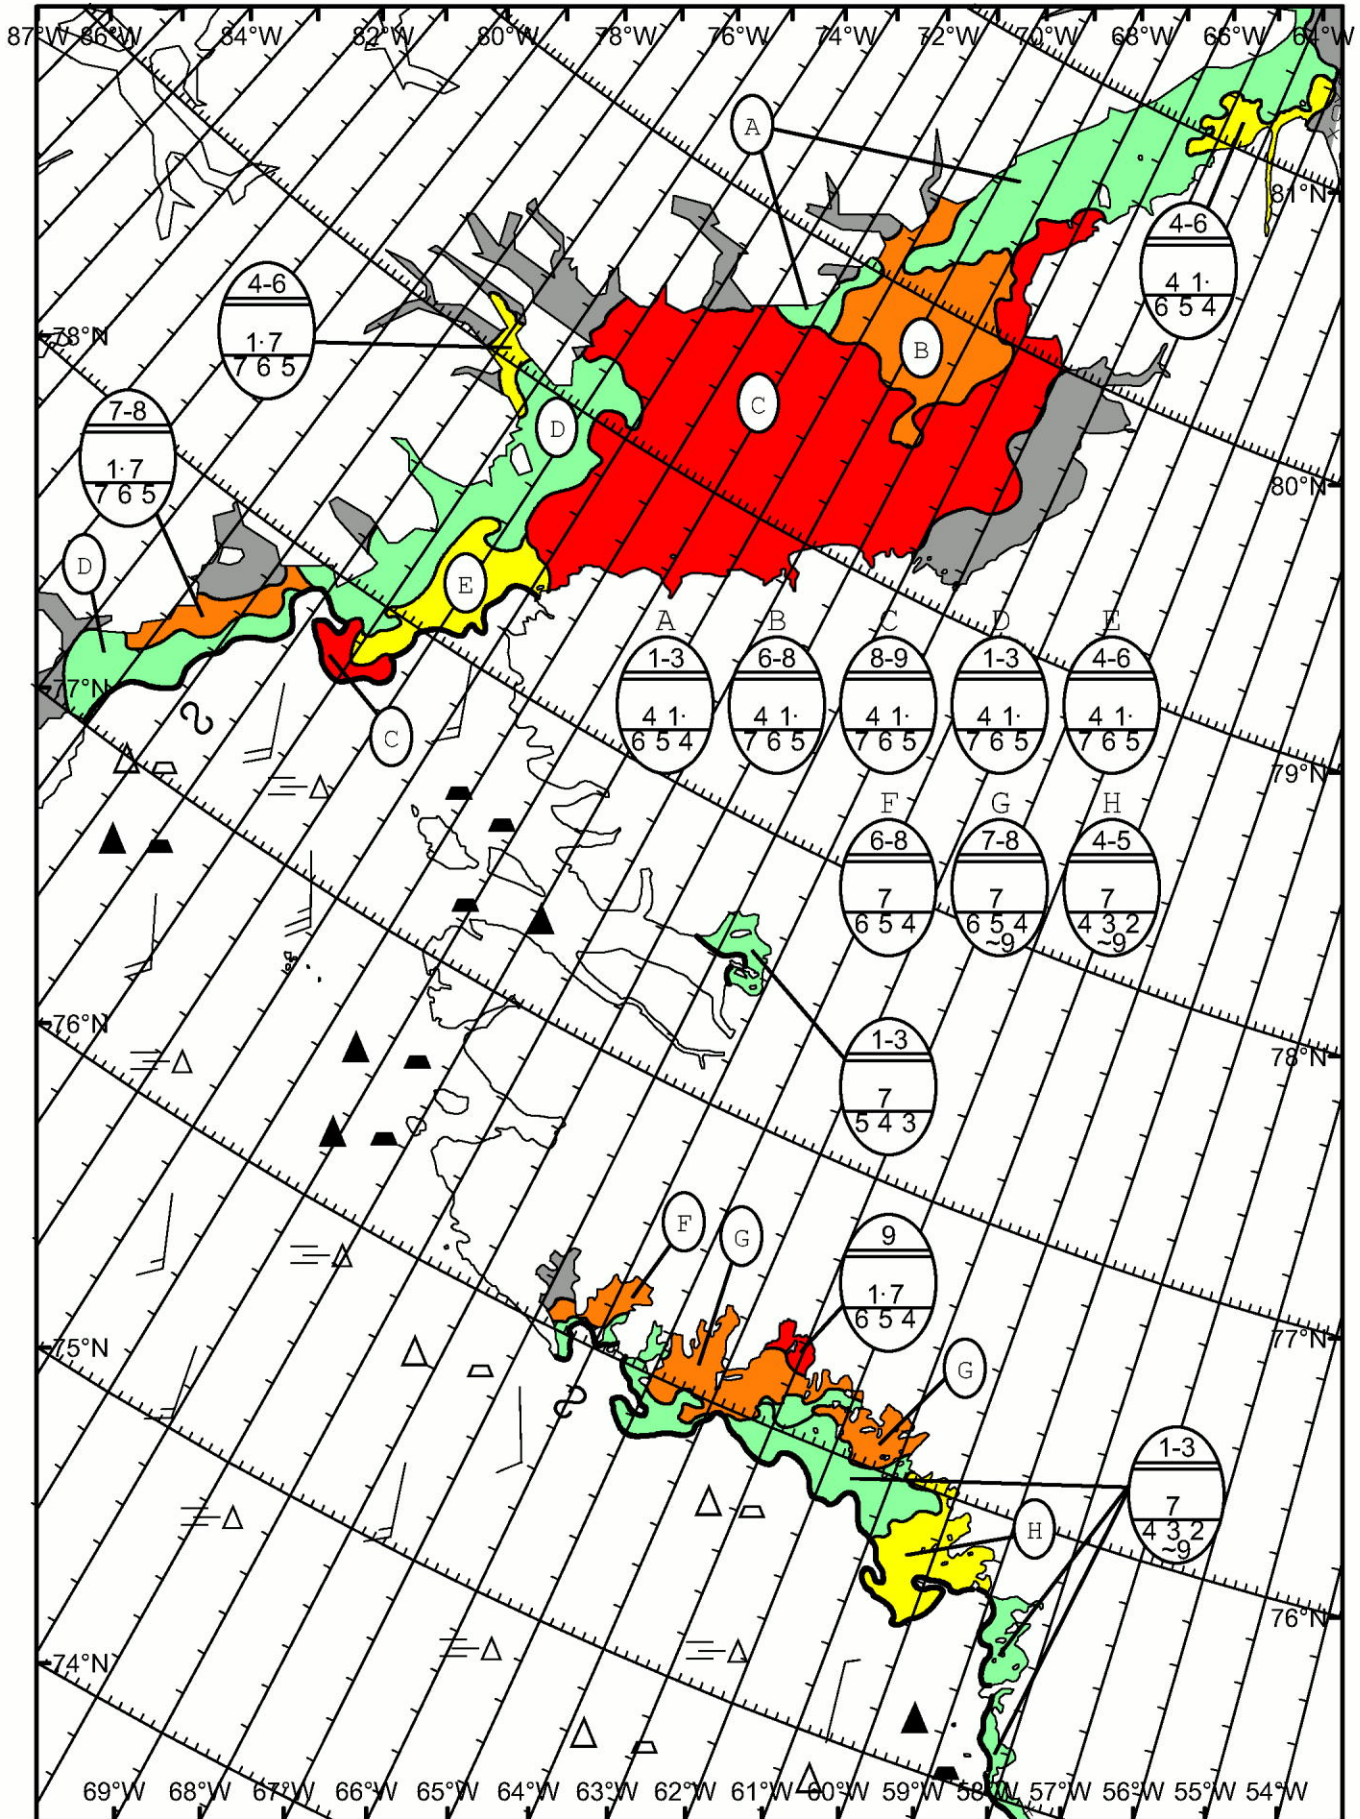 87°W 86°W 84°W 82°W 80°W 78°W 76°W 74°W 72°W 70°W 68°W 66°W 64°W
A
81°N
4-6
4 1·
6 5 4
4-6
1·7
7 6 5
78°N
B
C
D
7-8
1·7
7 6 5
80°N
D
E
A B C D E
1-3 6-8 8-9 1-3 4-6
4 1· 4 1· 4 1· 4 1· 4 1·
6 5 4 7 6 5 7 6 5 7 6 5 7 6 5
77°N
C
79°N
F G H
6-8 7-8 4-5
7 7 7
6 5 4 6 5 4 4 3 2
~9 ~9
76°N
78°N
1-3
7
5 4 3
F
G
9
1·7
6 5 4
77°N
75°N
G
1-3
7
4 3 2
~9
H
76°N
74°N
69°W 68°W 67°W 66°W 65°W 64°W 63°W 62°W 61°W 60°W 59°W 58°W 57°W 56°W 55°W 54°W